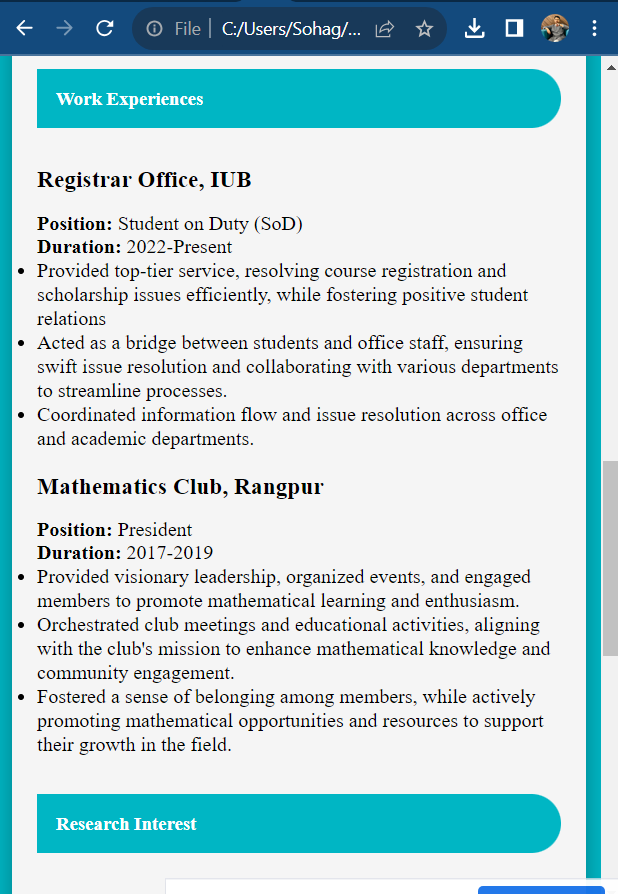 File | C:/Users/Sohag/...
Work Experiences
Registrar Office, IUB
Position: Student on Duty (SoD)
Duration: 2022-Present
• Provided top-tier service, resolving course registration and
scholarship issues efficiently, while fostering positive student
relations
• Acted as a bridge between students and office staff, ensuring
swift issue resolution and collaborating with various departments
to streamline processes.
• Coordinated information flow and issue resolution across office
and academic departments.
Mathematics Club, Rangpur
Position: President
Duration: 2017-2019
• Provided visionary leadership, organized events, and engaged
members to promote mathematical learning and enthusiasm.
• Orchestrated club meetings and educational activities, aligning
with the club's mission to enhance mathematical knowledge and
community engagement.
• Fostered a sense of belonging among members, while actively
promoting mathematical opportunities and resources to support
their growth in the field.
Research Interest